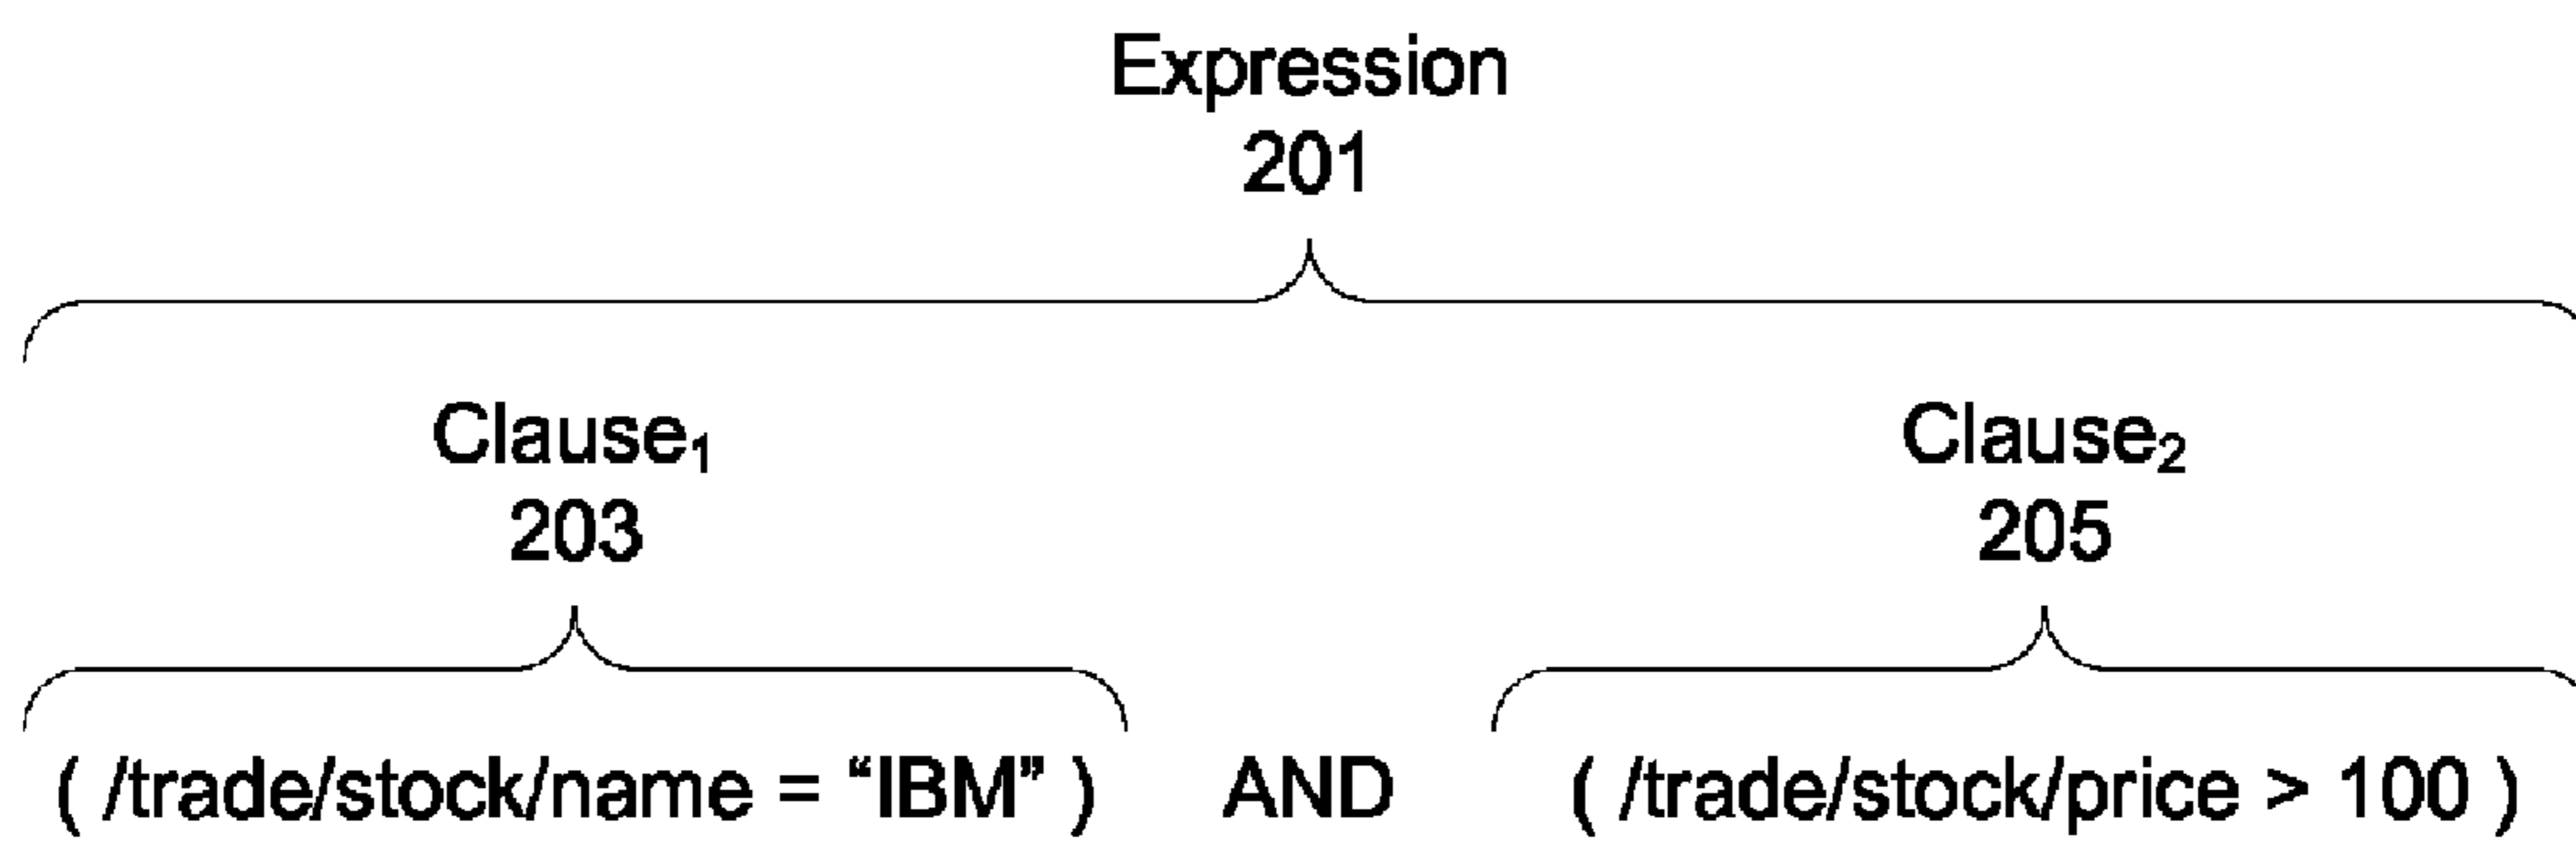 Expression
201
Clause₁ Clause₂
203 205
( /trade/stock/name = “IBM” ) AND ( /trade/stock/price > 100 )